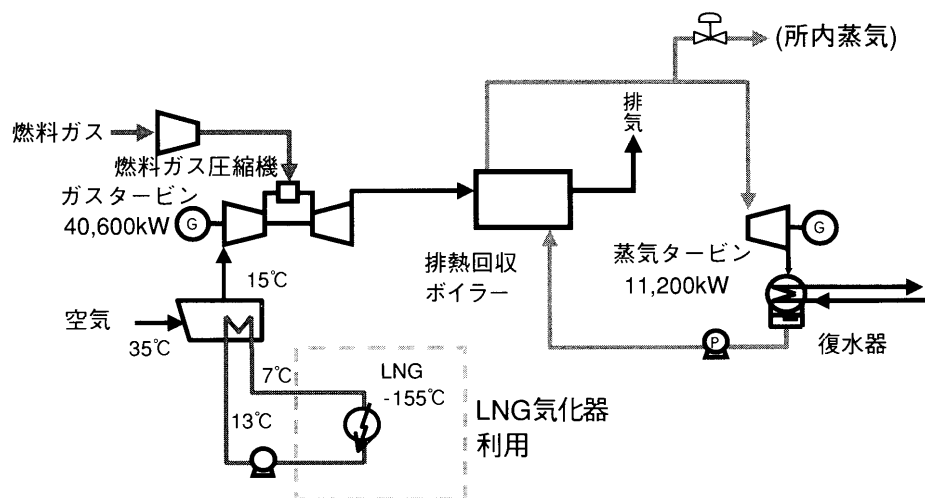 (所内蒸気)
排気
燃料ガス
燃料ガス圧縮機
ガスタービン
40,600kW
G
G
蒸気タービン
11,200kW
排熱回収
ボイラー
15℃
空気
35℃
復水器
P
7℃
LNG
-155℃
13℃
LNG気化器
利用